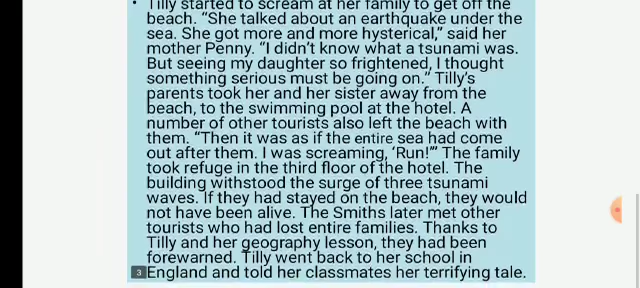 • Tilly started to scream at her family to get off the
beach. “She talked about an earthquake under the
sea. She got more and more hysterical,” said her
mother Penny. “I didn’t know what a tsunami was.
But seeing my daughter so frightened, I thought
something serious must be going on.” Tilly’s
parents took her and her sister away from the
beach, to the swimming pool at the hotel. A
number of other tourists also left the beach with
them. “Then it was as if the entire sea had come
out after them. I was screaming, ‘Run!’” The family
took refuge in the third floor of the hotel. The
building withstood the surge of three tsunami
waves. If they had stayed on the beach, they would
not have been alive. The Smiths later met other
tourists who had lost entire families. Thanks to
Tilly and her geography lesson, they had been
forewarned. Tilly went back to her school in
3 England and told her classmates her terrifying tale.